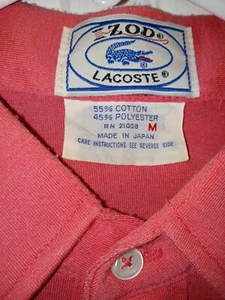 IZOD®
LACOSTE®
55% COTTON
45% POLYESTER
RN 21008 M
MADE IN JAPAN
CARE INSTRUCTIONS SEE REVERSE SIDE.